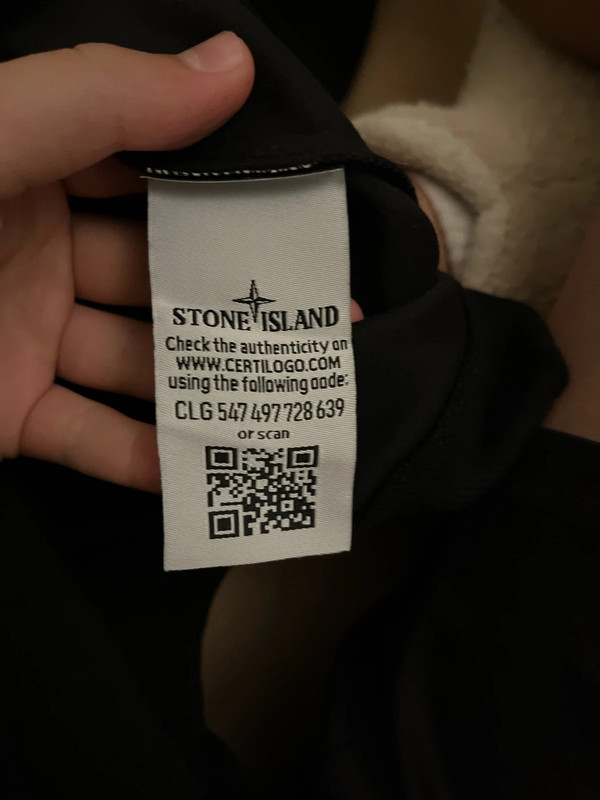 STONE ISLAND
Check the authenticity on
WWW.CERTILOGO.COM
using the following aode:
CLG 547 497 728 639
or scan